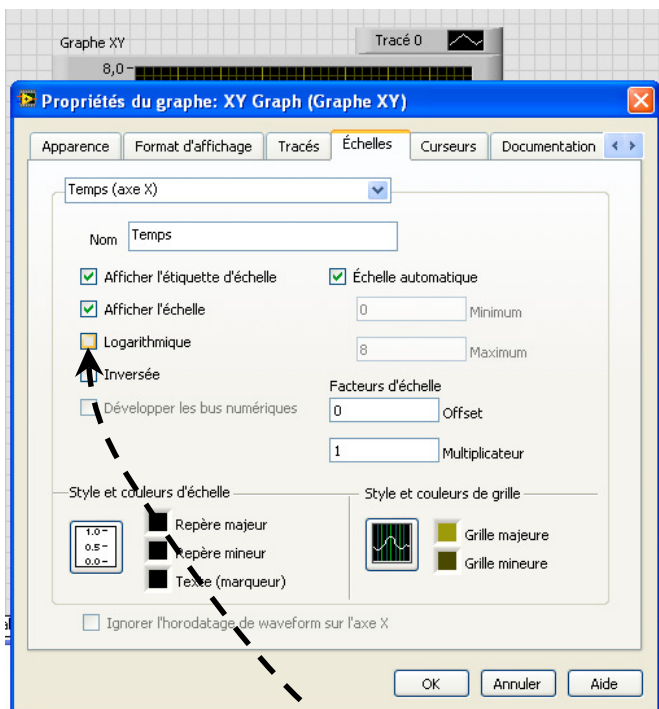 Graphe XY Tracé 0
8,0
Propriétés du graphe: XY Graph (Graphe XY)
Apparence Format d'affichage Tracés Échelles Curseurs Documentation
Temps (axe X)
Nom Temps
Afficher l'étiquette d'échelle Échelle automatique
Afficher l'échelle 0 Minimum
Logarithmique 8 Maximum
Inversée
Facteurs d'échelle
Développer les bus numériques 0 Offset
1 Multiplicateur
Style et couleurs d'échelle Style et couleurs de grille
1.0
0.5
0.0
Repère majeur Grille majeure
Repère mineur Grille mineure
Texte (marqueur)
Ignorer l'horodatage de waveform sur l'axe X
OK Annuler Aide